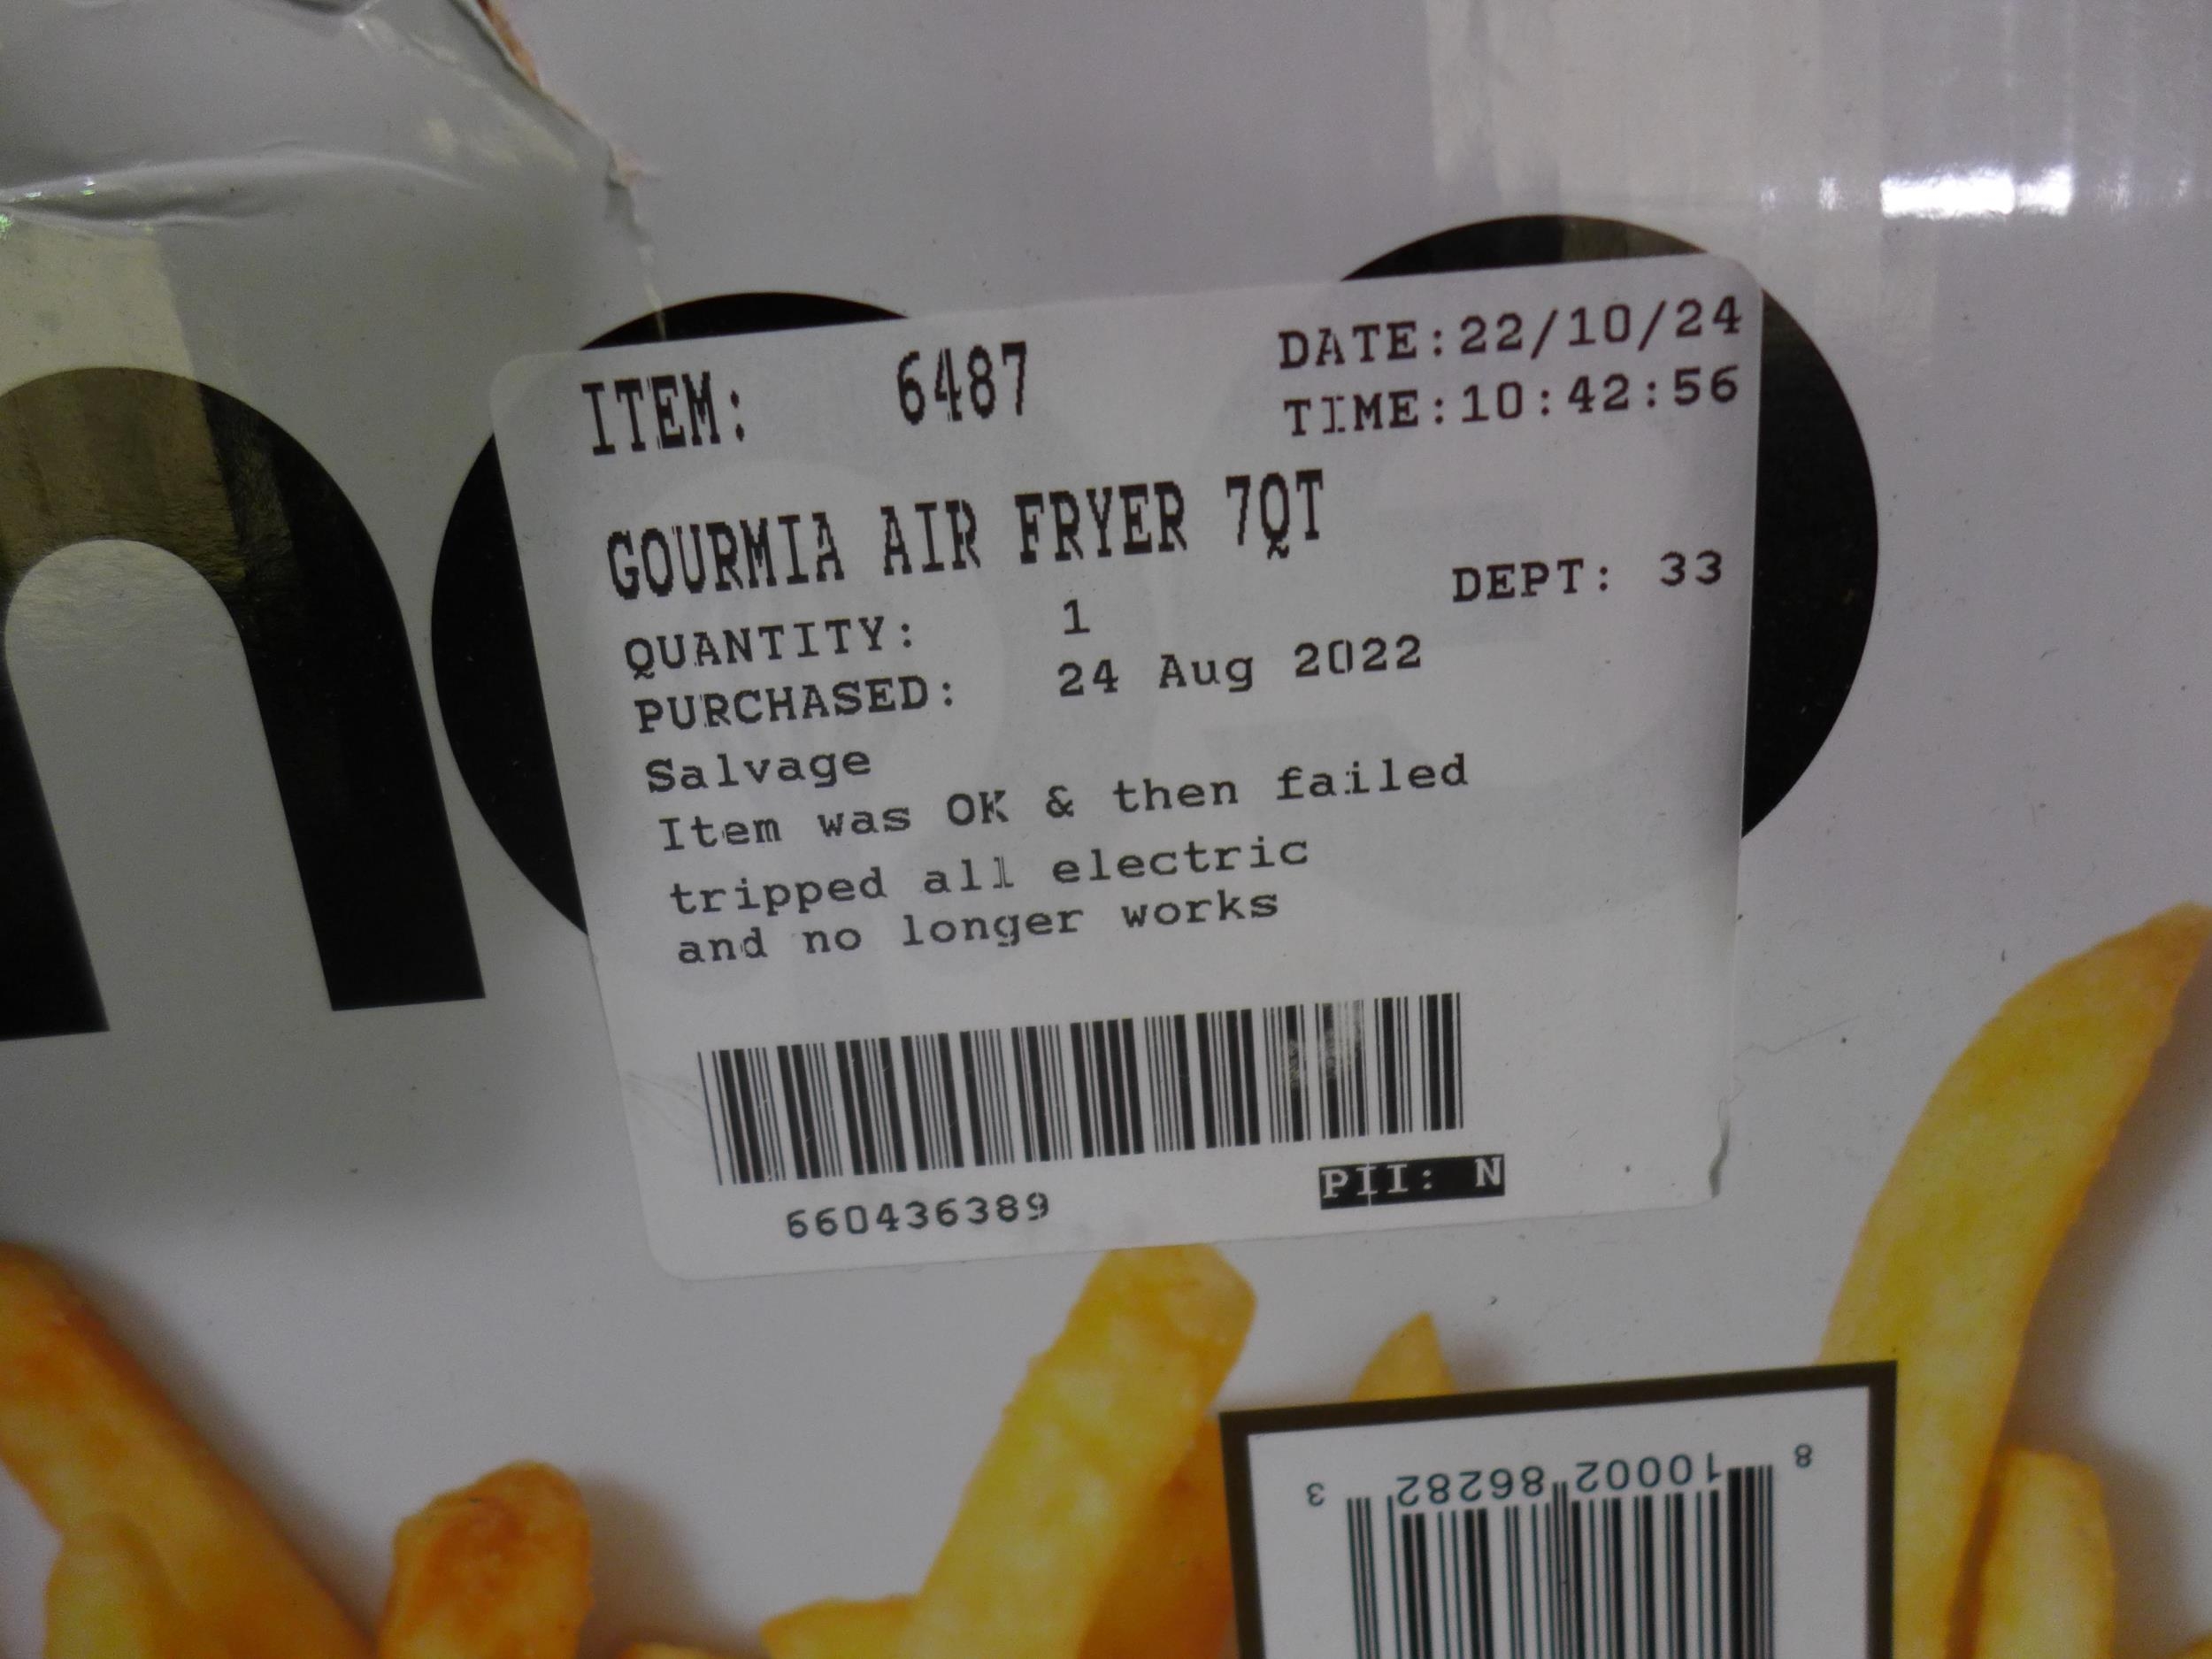 ITEM: 6487
DATE:22/10/24
TIME:10:42:56
GOURMIA AIR FRYER 7QT
QUANTITY: 1
DEPT: 33
PURCHASED: 24 Aug 2022
Salvage
Item was OK & then failed
tripped all electric
and no longer works
660436389
PII: N
8 10002 86282 3